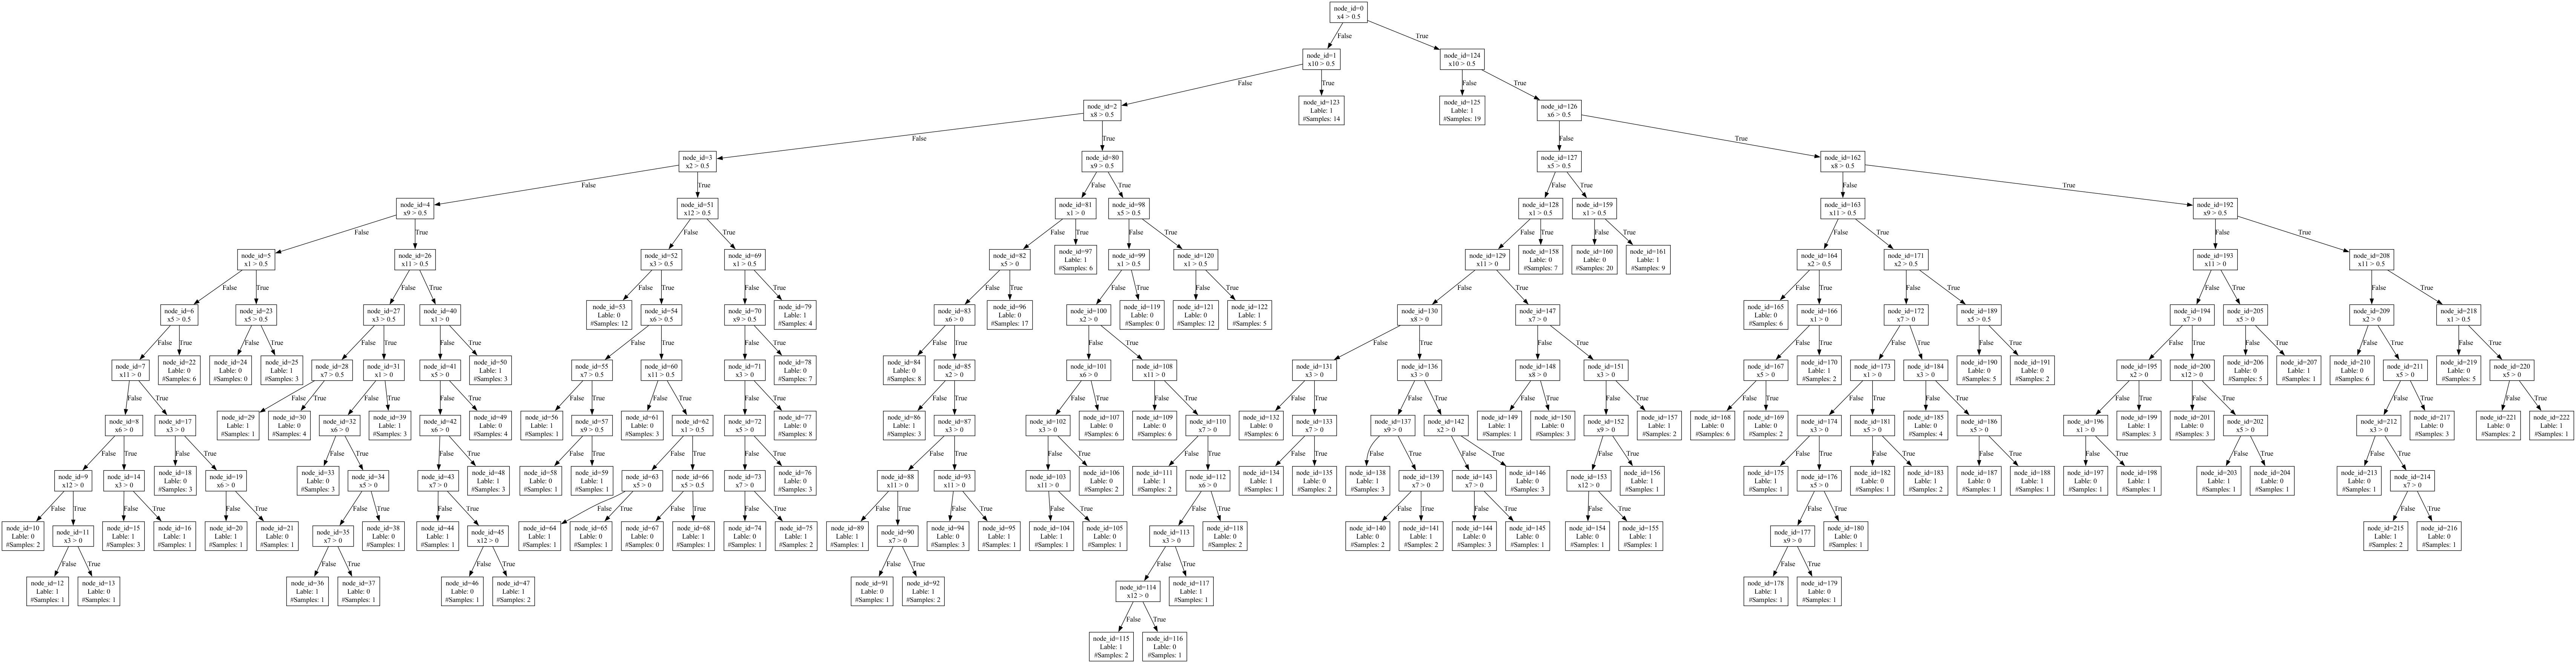 node_id=0
x4 > 0.5
False
True
node_id=1
x10 > 0.5
node_id=124
x10 > 0.5
False
True
False
True
node_id=2
x8 > 0.5
node_id=123
Lable: 1
#Samples: 14
node_id=125
Lable: 1
#Samples: 19
node_id=126
x6 > 0.5
False
True
False
True
node_id=3
x2 > 0.5
node_id=80
x9 > 0.5
node_id=127
x5 > 0.5
node_id=162
x8 > 0.5
False
True
False
True
False
True
False
True
node_id=4
x9 > 0.5
node_id=51
x12 > 0.5
node_id=81
x1 > 0
node_id=98
x5 > 0.5
node_id=128
x1 > 0.5
node_id=159
x1 > 0.5
node_id=163
x11 > 0.5
node_id=192
x9 > 0.5
False
True
False
True
False
True
False
True
False
True
False
True
False
True
False
True
node_id=5
x1 > 0.5
node_id=26
x11 > 0.5
node_id=52
x3 > 0.5
node_id=69
x1 > 0.5
node_id=82
x5 > 0
node_id=97
Lable: 1
#Samples: 6
node_id=99
x1 > 0.5
node_id=120
x1 > 0.5
node_id=129
x11 > 0
node_id=158
Lable: 0
#Samples: 7
node_id=160
Lable: 0
#Samples: 20
node_id=161
Lable: 1
#Samples: 9
node_id=164
x2 > 0.5
node_id=171
x2 > 0.5
node_id=193
x11 > 0
node_id=208
x11 > 0.5
False
True
False
True
False
True
False
True
False
True
False
True
False
True
False
True
False
True
False
True
False
True
False
True
False
True
node_id=6
x5 > 0.5
node_id=23
x5 > 0.5
node_id=27
x3 > 0.5
node_id=40
x1 > 0
node_id=53
Lable: 0
#Samples: 12
node_id=54
x6 > 0.5
node_id=70
x9 > 0.5
node_id=79
Lable: 1
#Samples: 4
node_id=83
x6 > 0
node_id=96
Lable: 0
#Samples: 17
node_id=100
x2 > 0
node_id=119
Lable: 0
#Samples: 0
node_id=121
Lable: 0
#Samples: 12
node_id=122
Lable: 1
#Samples: 5
node_id=130
x8 > 0
node_id=147
x7 > 0
node_id=165
Lable: 0
#Samples: 6
node_id=166
x1 > 0
node_id=172
x7 > 0
node_id=189
x5 > 0.5
node_id=194
x7 > 0
node_id=205
x5 > 0
node_id=209
x2 > 0
node_id=218
x1 > 0.5
False
True
False
True
False
True
False
True
False
True
False
True
False
True
False
True
False
True
False
True
False
True
False
True
False
True
False
True
False
True
False
True
False
True
node_id=7
x11 > 0
node_id=22
Lable: 0
#Samples: 6
node_id=24
Lable: 0
#Samples: 0
node_id=25
Lable: 1
#Samples: 3
node_id=28
x7 > 0.5
node_id=31
x1 > 0
node_id=41
x5 > 0
node_id=50
Lable: 1
#Samples: 3
node_id=55
x7 > 0.5
node_id=60
x11 > 0.5
node_id=71
x3 > 0
node_id=78
Lable: 0
#Samples: 7
node_id=84
Lable: 0
#Samples: 8
node_id=85
x2 > 0
node_id=101
x6 > 0
node_id=108
x11 > 0
node_id=131
x3 > 0
node_id=136
x3 > 0
node_id=148
x8 > 0
node_id=151
x3 > 0
node_id=167
x5 > 0
node_id=170
Lable: 1
#Samples: 2
node_id=173
x1 > 0
node_id=184
x3 > 0
node_id=190
Lable: 0
#Samples: 5
node_id=191
Lable: 0
#Samples: 2
node_id=195
x2 > 0
node_id=200
x12 > 0
node_id=206
Lable: 0
#Samples: 5
node_id=207
Lable: 1
#Samples: 1
node_id=210
Lable: 0
#Samples: 6
node_id=211
x5 > 0
node_id=219
Lable: 0
#Samples: 5
node_id=220
x5 > 0
False
True
False
True
False
True
False
True
False
True
False
True
False
True
False
True
False
True
False
True
False
True
False
True
False
True
False
True
False
True
False
True
False
True
False
True
False
True
False
True
False
True
node_id=8
x6 > 0
node_id=17
x3 > 0
node_id=29
Lable: 1
#Samples: 1
node_id=30
Lable: 0
#Samples: 4
node_id=32
x6 > 0
node_id=39
Lable: 1
#Samples: 3
node_id=42
x6 > 0
node_id=49
Lable: 0
#Samples: 4
node_id=56
Lable: 1
#Samples: 1
node_id=57
x9 > 0.5
node_id=61
Lable: 0
#Samples: 3
node_id=62
x1 > 0.5
node_id=72
x5 > 0
node_id=77
Lable: 0
#Samples: 8
node_id=86
Lable: 1
#Samples: 3
node_id=87
x3 > 0
node_id=102
x3 > 0
node_id=107
Lable: 0
#Samples: 6
node_id=109
Lable: 0
#Samples: 6
node_id=110
x7 > 0
node_id=132
Lable: 0
#Samples: 6
node_id=133
x7 > 0
node_id=137
x9 > 0
node_id=142
x2 > 0
node_id=149
Lable: 1
#Samples: 1
node_id=150
Lable: 0
#Samples: 3
node_id=152
x9 > 0
node_id=157
Lable: 1
#Samples: 2
node_id=168
Lable: 0
#Samples: 6
node_id=169
Lable: 0
#Samples: 2
node_id=174
x3 > 0
node_id=181
x5 > 0
node_id=185
Lable: 0
#Samples: 4
node_id=186
x5 > 0
node_id=196
x1 > 0
node_id=199
Lable: 1
#Samples: 3
node_id=201
Lable: 0
#Samples: 3
node_id=202
x5 > 0
node_id=212
x3 > 0
node_id=217
Lable: 0
#Samples: 3
node_id=221
Lable: 0
#Samples: 2
node_id=222
Lable: 1
#Samples: 1
False
True
False
True
False
True
False
True
False
True
False
True
False
True
False
True
False
True
False
True
False
True
False
True
False
True
False
True
False
True
False
True
False
True
False
True
False
True
False
True
node_id=9
x12 > 0
node_id=14
x3 > 0
node_id=18
Lable: 0
#Samples: 3
node_id=19
x6 > 0
node_id=33
Lable: 0
#Samples: 3
node_id=34
x5 > 0
node_id=43
x7 > 0
node_id=48
Lable: 1
#Samples: 3
node_id=58
Lable: 0
#Samples: 1
node_id=59
Lable: 1
#Samples: 1
node_id=63
x5 > 0
node_id=66
x5 > 0.5
node_id=73
x7 > 0
node_id=76
Lable: 0
#Samples: 3
node_id=88
x11 > 0
node_id=93
x11 > 0
node_id=103
x11 > 0
node_id=106
Lable: 0
#Samples: 2
node_id=111
Lable: 1
#Samples: 2
node_id=112
x6 > 0
node_id=134
Lable: 1
#Samples: 1
node_id=135
Lable: 0
#Samples: 2
node_id=138
Lable: 1
#Samples: 3
node_id=139
x7 > 0
node_id=143
x7 > 0
node_id=146
Lable: 0
#Samples: 3
node_id=153
x12 > 0
node_id=156
Lable: 1
#Samples: 1
node_id=175
Lable: 1
#Samples: 1
node_id=176
x5 > 0
node_id=182
Lable: 0
#Samples: 1
node_id=183
Lable: 1
#Samples: 2
node_id=187
Lable: 0
#Samples: 1
node_id=188
Lable: 1
#Samples: 1
node_id=197
Lable: 0
#Samples: 1
node_id=198
Lable: 1
#Samples: 1
node_id=203
Lable: 1
#Samples: 1
node_id=204
Lable: 0
#Samples: 1
node_id=213
Lable: 0
#Samples: 1
node_id=214
x7 > 0
False
True
False
True
False
True
False
True
False
True
False
True
False
True
False
True
False
True
False
True
False
True
False
True
False
True
False
True
False
True
False
True
False
True
node_id=10
Lable: 0
#Samples: 2
node_id=11
x3 > 0
node_id=15
Lable: 1
#Samples: 3
node_id=16
Lable: 1
#Samples: 1
node_id=20
Lable: 1
#Samples: 1
node_id=21
Lable: 0
#Samples: 1
node_id=35
x7 > 0
node_id=38
Lable: 0
#Samples: 1
node_id=44
Lable: 1
#Samples: 1
node_id=45
x12 > 0
node_id=64
Lable: 1
#Samples: 1
node_id=65
Lable: 0
#Samples: 1
node_id=67
Lable: 0
#Samples: 0
node_id=68
Lable: 1
#Samples: 1
node_id=74
Lable: 0
#Samples: 1
node_id=75
Lable: 1
#Samples: 2
node_id=89
Lable: 1
#Samples: 1
node_id=90
x7 > 0
node_id=94
Lable: 0
#Samples: 3
node_id=95
Lable: 1
#Samples: 1
node_id=104
Lable: 1
#Samples: 1
node_id=105
Lable: 0
#Samples: 1
node_id=113
x3 > 0
node_id=118
Lable: 0
#Samples: 2
node_id=140
Lable: 0
#Samples: 2
node_id=141
Lable: 1
#Samples: 2
node_id=144
Lable: 0
#Samples: 3
node_id=145
Lable: 0
#Samples: 1
node_id=154
Lable: 0
#Samples: 1
node_id=155
Lable: 1
#Samples: 1
node_id=177
x9 > 0
node_id=180
Lable: 0
#Samples: 1
node_id=215
Lable: 1
#Samples: 2
node_id=216
Lable: 0
#Samples: 1
False
True
False
True
False
True
False
True
False
True
False
True
node_id=12
Lable: 1
#Samples: 1
node_id=13
Lable: 0
#Samples: 1
node_id=36
Lable: 1
#Samples: 1
node_id=37
Lable: 0
#Samples: 1
node_id=46
Lable: 0
#Samples: 1
node_id=47
Lable: 1
#Samples: 2
node_id=91
Lable: 0
#Samples: 1
node_id=92
Lable: 1
#Samples: 2
node_id=114
x12 > 0
node_id=117
Lable: 1
#Samples: 1
node_id=178
Lable: 1
#Samples: 1
node_id=179
Lable: 0
#Samples: 1
False
True
node_id=115
Lable: 1
#Samples: 2
node_id=116
Lable: 0
#Samples: 1